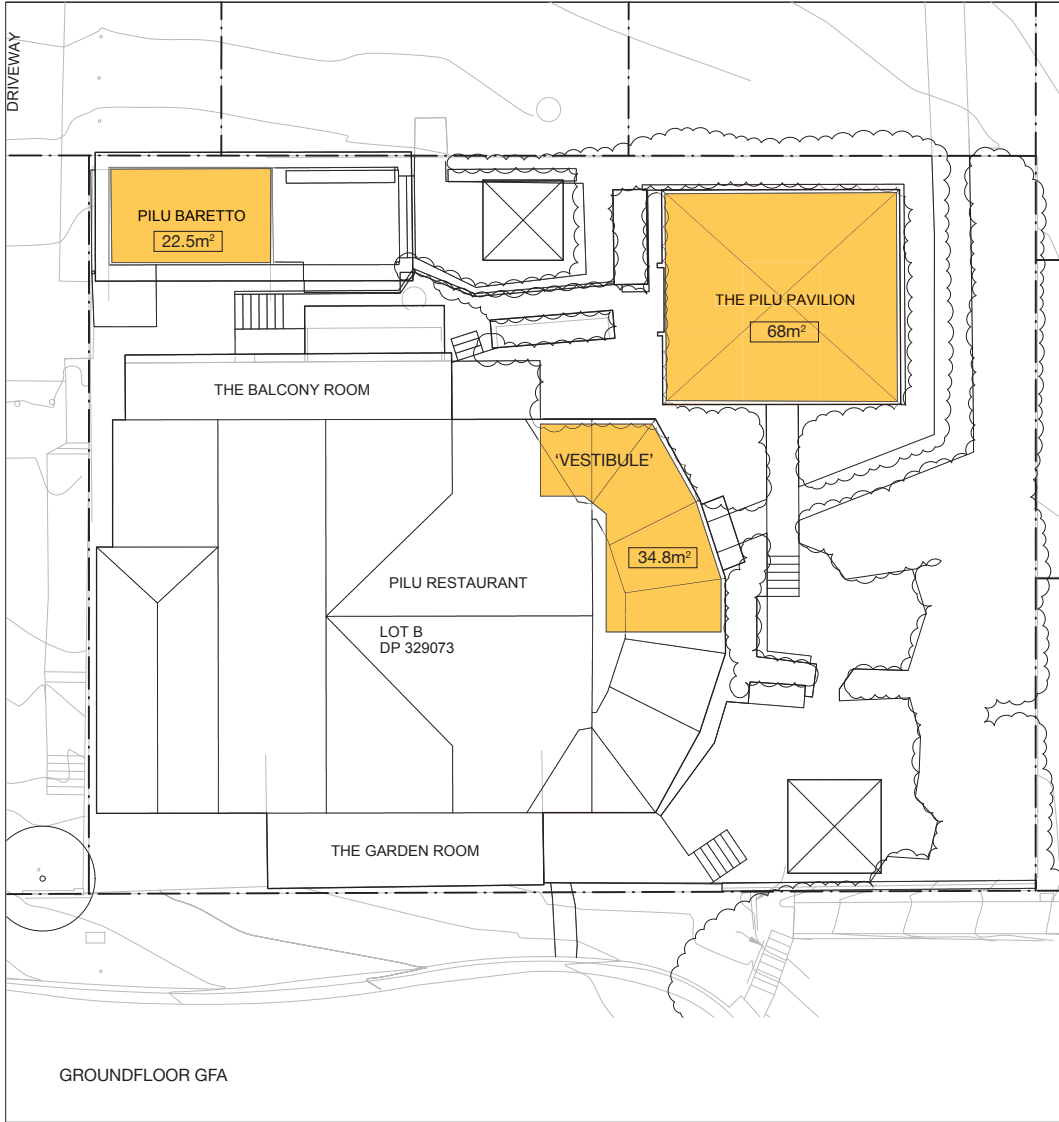 DRIVEWAY
PILU BARETTO
22.5m²
THE PILU PAVILION
68m²
THE BALCONY ROOM
‘VESTIBULE’
34.8m²
PILU RESTAURANT
LOT B
DP 329073
THE GARDEN ROOM
GROUNDFLOOR GFA